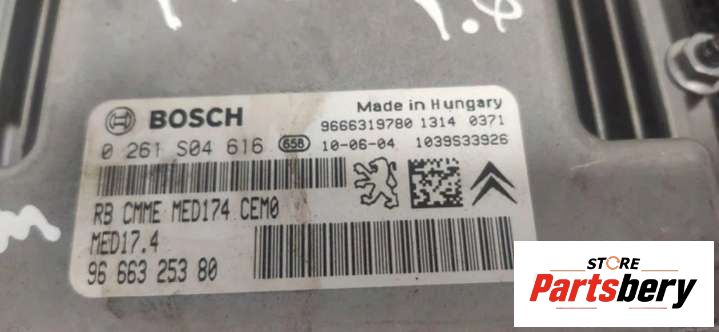 BOSCH
Made in Hungary
9666319780 1314 0371
0 261 S04 616 658 10-06-04 1039S33926
RB CMME MED174 CEM0
MED17.4
96 663 253 80
STORE
Partsbery